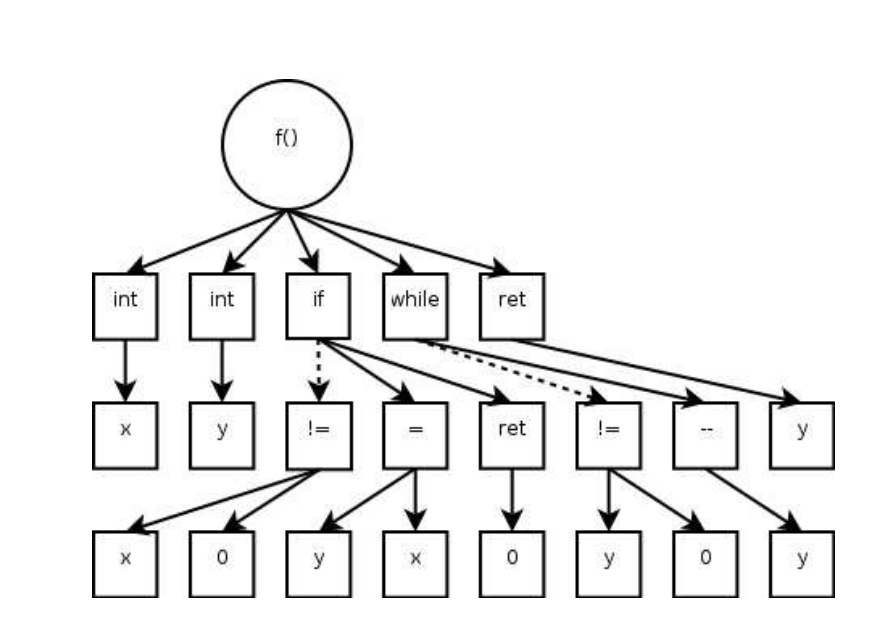 f()
int int if while ret
x y != = ret != -- y
x 0 y x 0 y 0 y